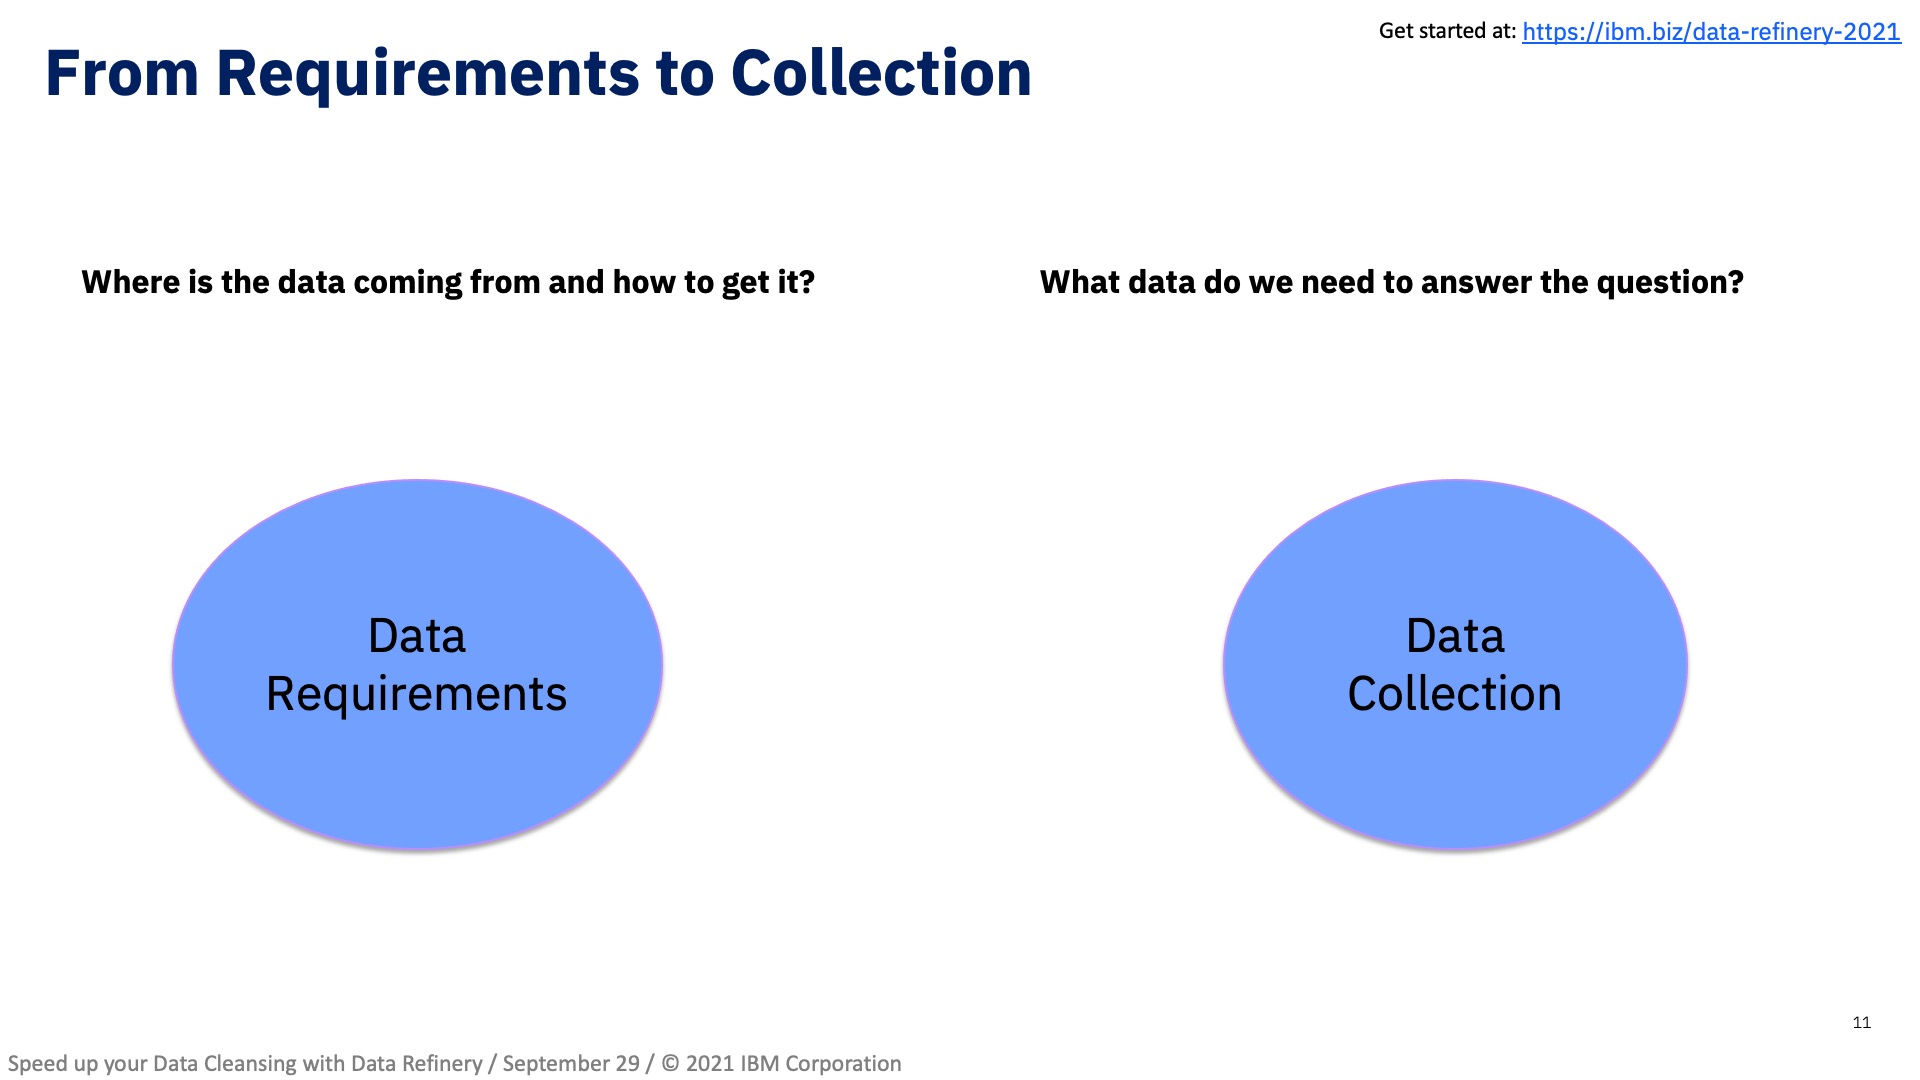 Get started at: https://ibm.biz/data-refinery-2021
From Requirements to Collection
Where is the data coming from and how to get it?
What data do we need to answer the question?
Data
Requirements
Data
Collection
11
Speed up your Data Cleansing with Data Refinery / September 29 / © 2021 IBM Corporation